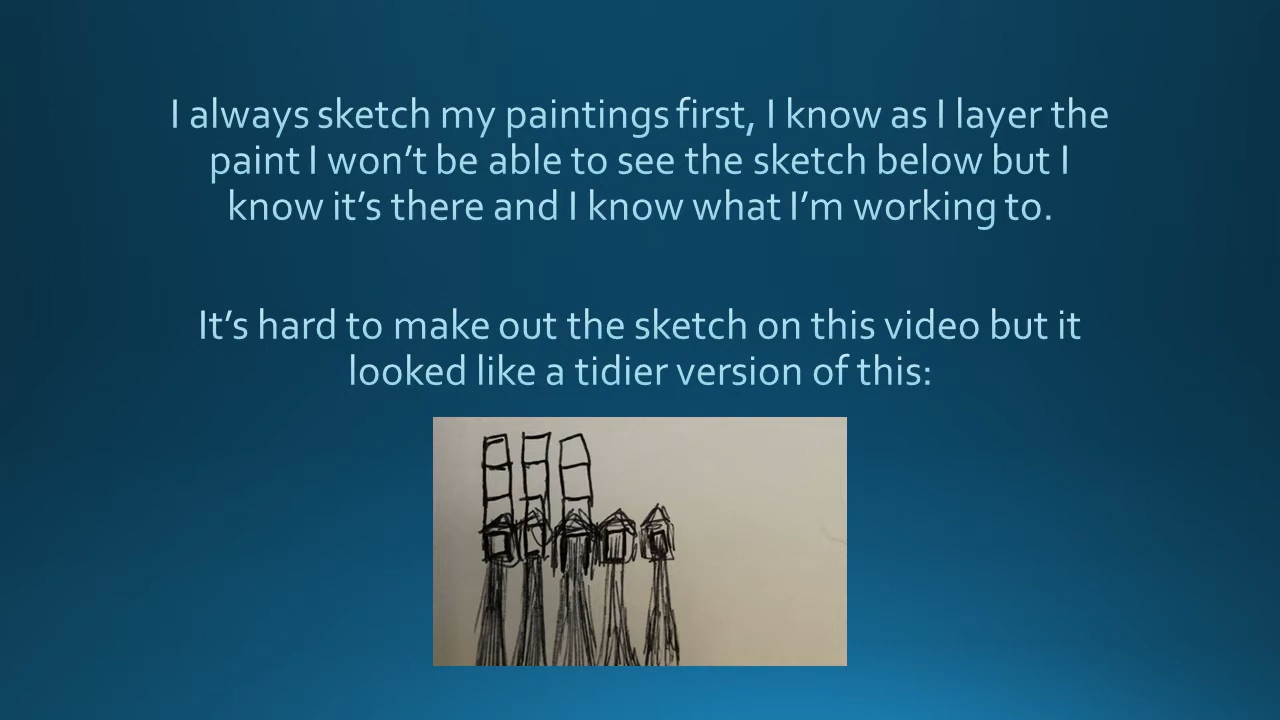 I always sketch my paintings first, I know as I layer the
paint I won’t be able to see the sketch below but I
know it’s there and I know what I’m working to.
It’s hard to make out the sketch on this video but it
looked like a tidier version of this: